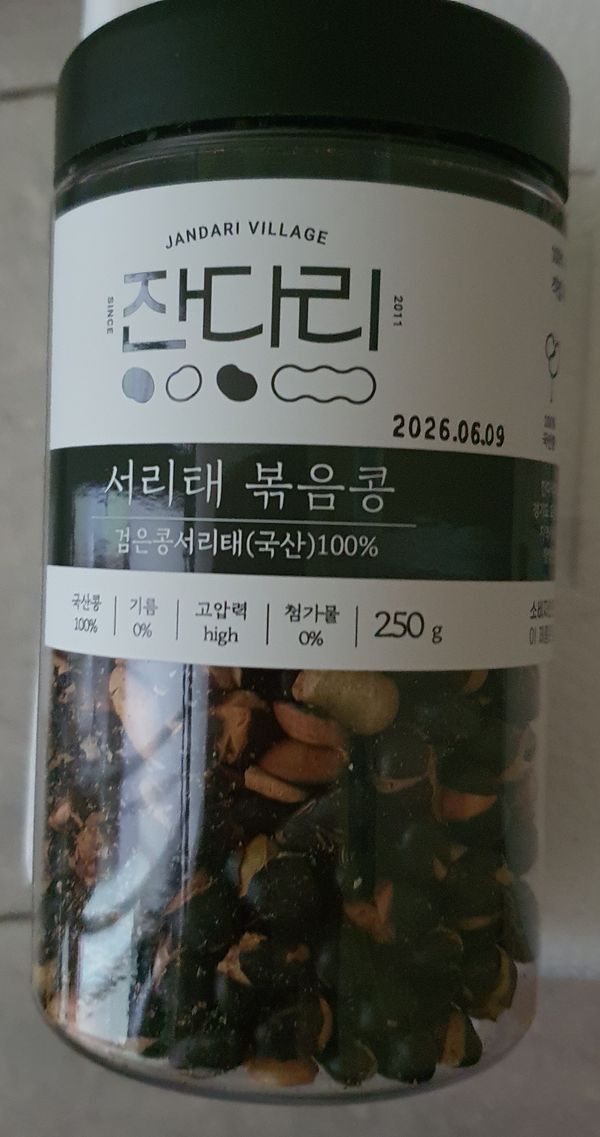 JANDARI VILLAGE
SINCE
잔다리
2011
2026.06.09
서리태 볶음콩
검은콩서리태(국산)100%
국산콩 100%
기름 0%
고압력 high
첨가물 0%
250 g